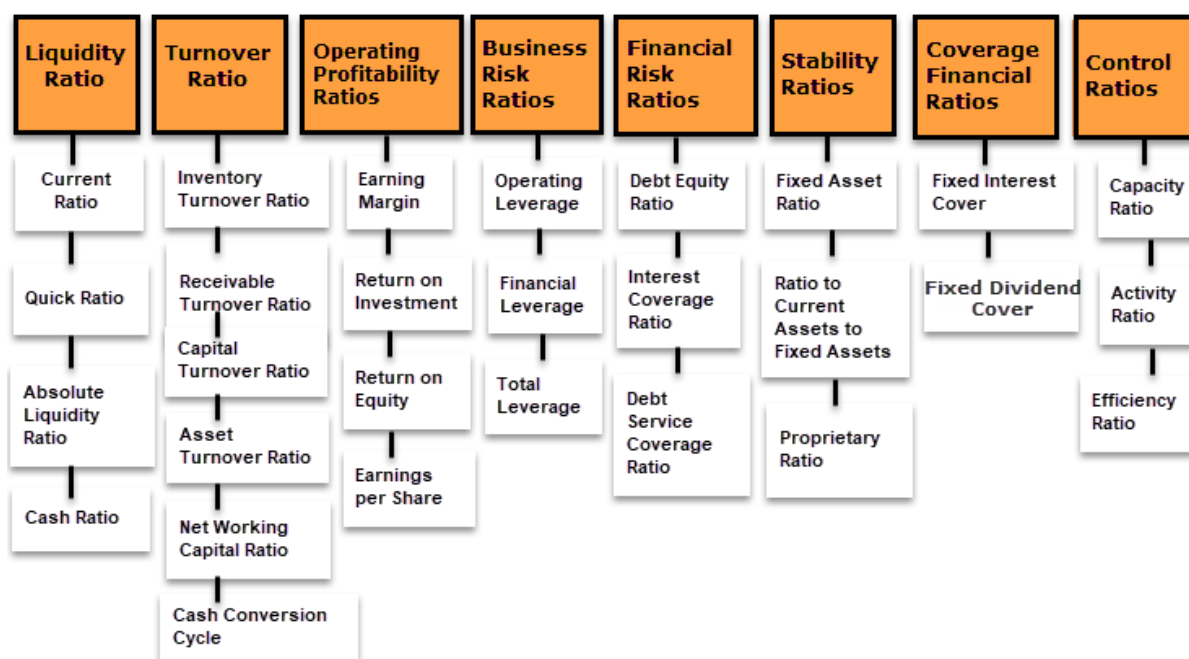 Liquidity
Ratio
Current
Ratio
Quick Ratio
Absolute
Liquidity
Ratio
Cash Ratio
Turnover
Ratio
Inventory
Turnover Ratio
Receivable
Turnover Ratio
Capital
Turnover Ratio
Asset
Turnover Ratio
Net Working
Capital Ratio
Cash Conversion
Cycle
Operating
Profitability
Ratios
Earning
Margin
Return on
Investment
Return on
Equity
Earnings
per Share
Business
Risk
Ratios
Operating
Leverage
Financial
Leverage
Total
Leverage
Financial
Risk
Ratios
Debt Equity
Ratio
Interest
Coverage
Ratio
Debt
Service
Coverage
Ratio
Stability
Ratios
Fixed Asset
Ratio
Ratio to
Current
Assets to
Fixed Assets
Proprietary
Ratio
Coverage
Financial
Ratios
Fixed Interest
Cover
Fixed Dividend
Cover
Control
Ratios
Capacity
Ratio
Activity
Ratio
Efficiency
Ratio